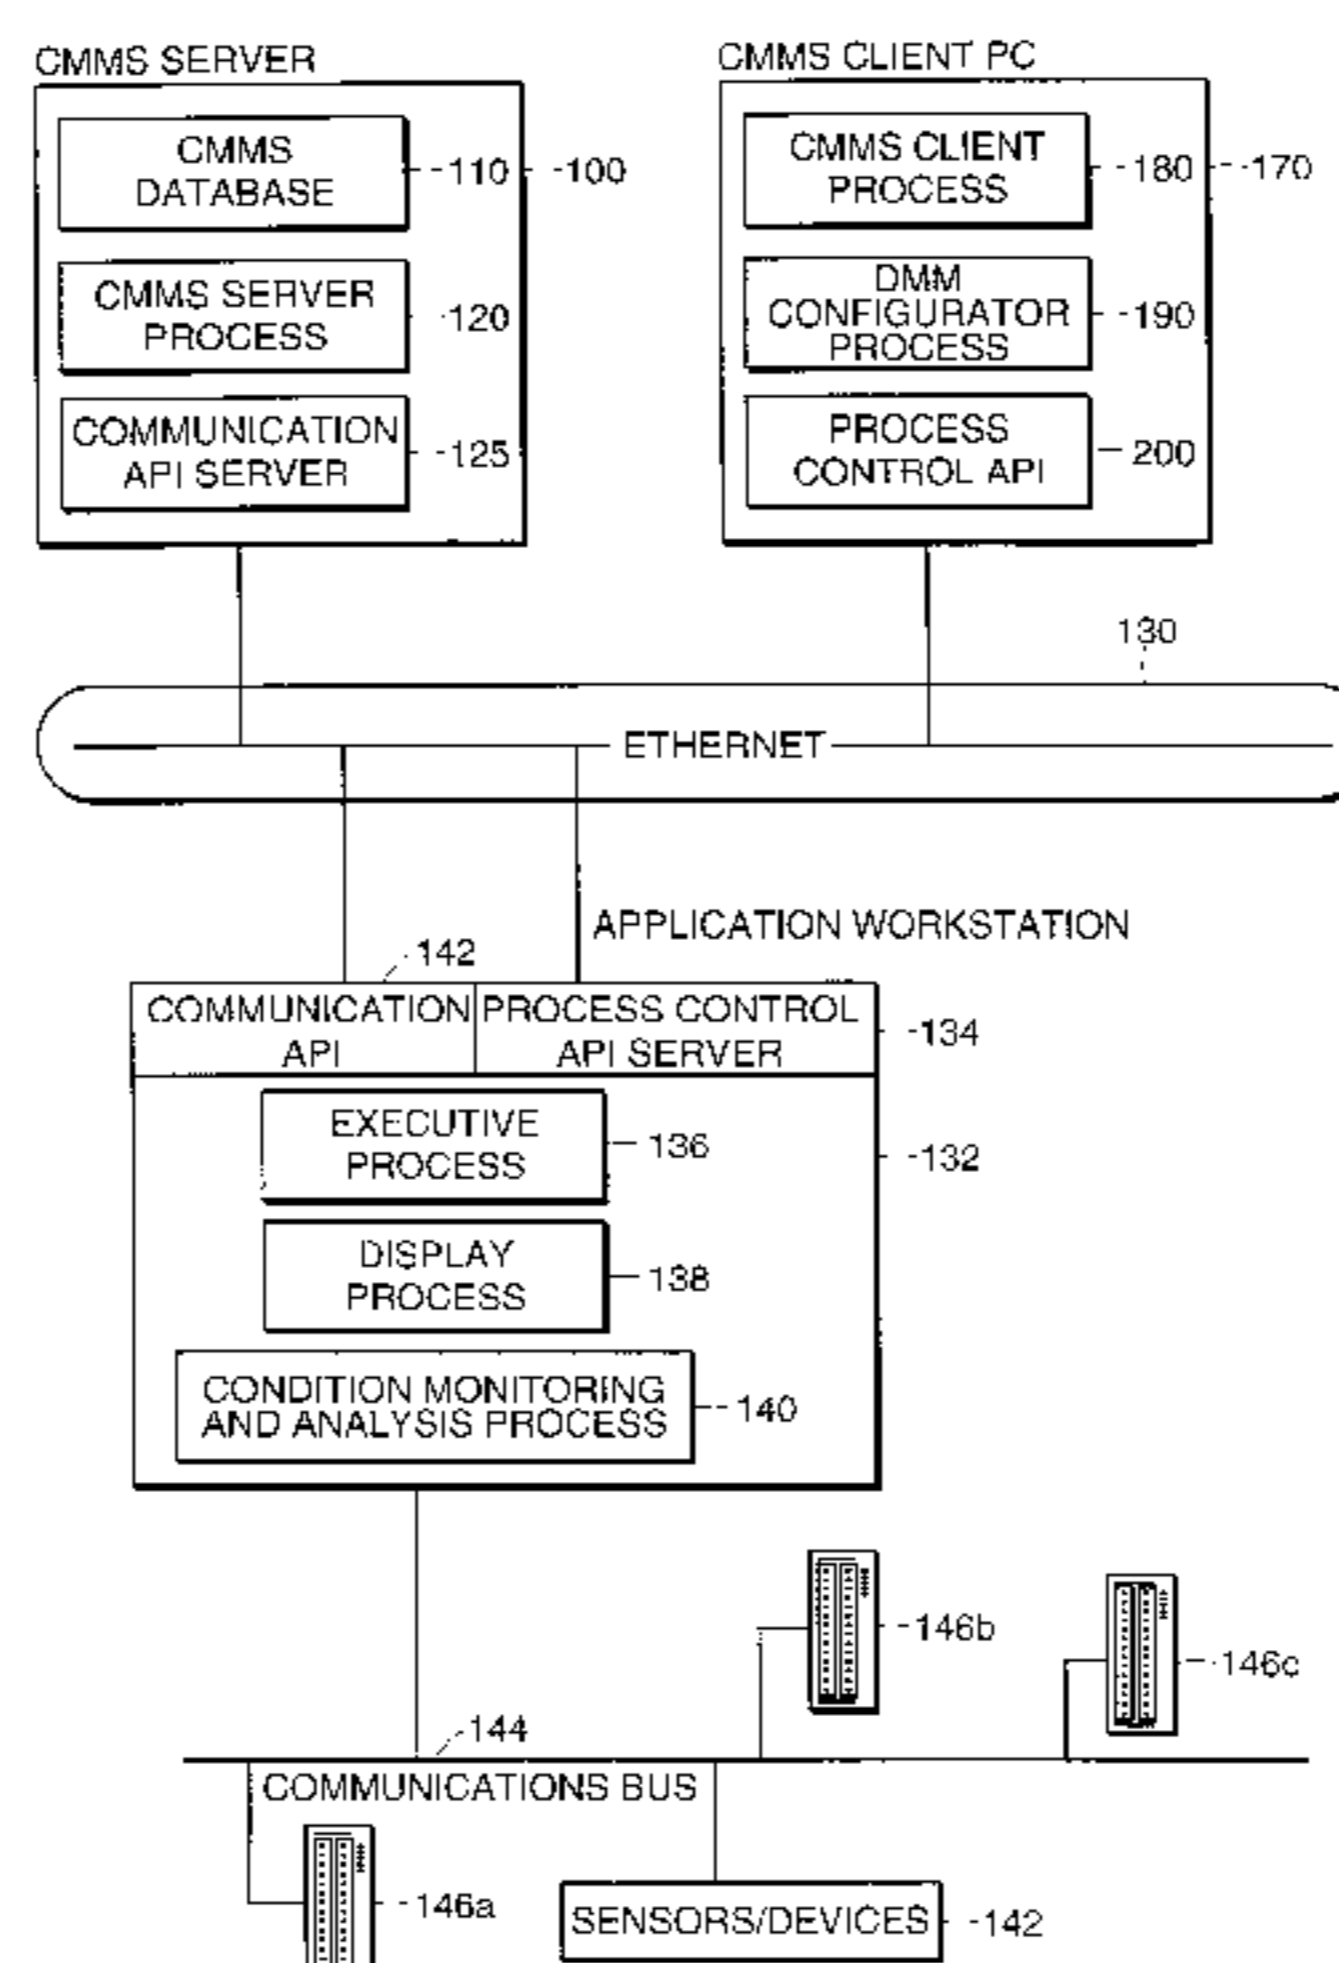 CMMS SERVER
CMMS
DATABASE
110
100
CMMS SERVER
PROCESS
120
COMMUNICATION
API SERVER
125
CMMS CLIENT PC
CMMS CLIENT
PROCESS
180
170
DMM
CONFIGURATOR
PROCESS
190
PROCESS
CONTROL API
200
130
ETHERNET
APPLICATION WORKSTATION
142
COMMUNICATION
API
PROCESS CONTROL
API SERVER
134
EXECUTIVE
PROCESS
136
132
DISPLAY
PROCESS
138
CONDITION MONITORING
AND ANALYSIS PROCESS
140
146b
146c
144
COMMUNICATIONS BUS
146a
SENSORS/DEVICES
142